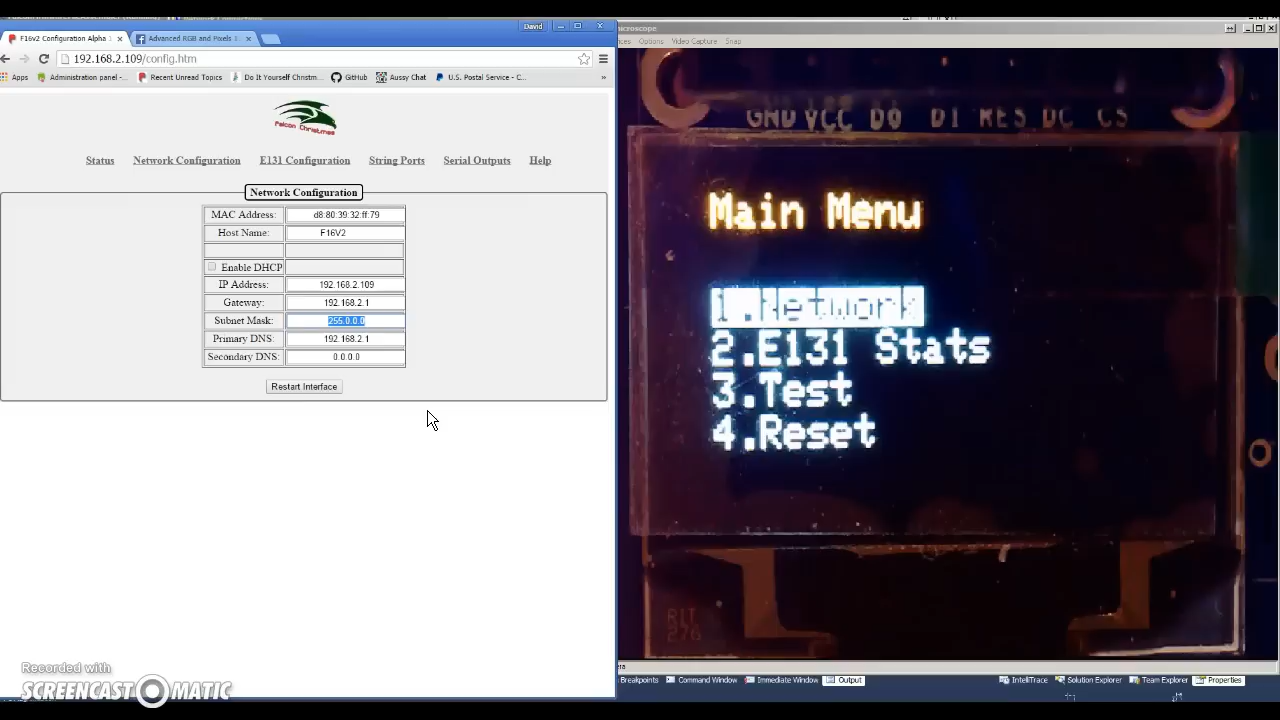 David
F16v2 Configuration Alpha
Advanced RGB and Pixels
192.168.2.109/config.htm
Apps Administration panel -... Recent Unread Topics Do It Yourself Christm... GitHub Aussy Chat U.S. Postal Service - C... »
Falcon Christmas
Status Network Configuration E131 Configuration String Ports Serial Outputs Help
Network Configuration
MAC Address: d8:80:39:32:ff:79
Host Name: F16V2
Enable DHCP
IP Address: 192.168.2.109
Gateway: 192.168.2.1
Subnet Mask: 255.0.0.0
Primary DNS: 192.168.2.1
Secondary DNS: 0.0.0.0
Restart Interface
Recorded with
SCREENCAST-O-MATIC
Options Video Capture Snap
GND VCC D0 D1 RES DC CS
Main Menu
1.Network
2.E131 Stats
3.Test
4.Reset
Breakpoints Command Window Immediate Window Output IntelliTrace Solution Explorer Team Explorer Properties